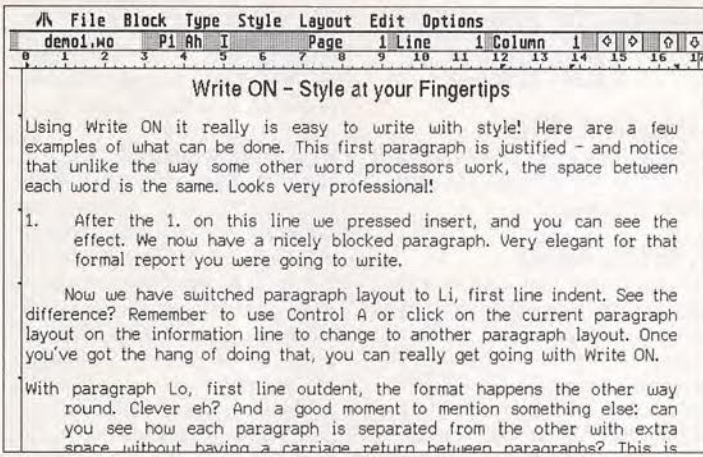 File Block Type Style Layout Edit Options
demo1.wo P1 Ah I Page 1 Line 1 Column 1
0 1 2 3 4 5 6 7 8 9 10 11 12 13 14 15 16 17
Write ON – Style at your Fingertips
Using Write ON it really is easy to write with style! Here are a few
examples of what can be done. This first paragraph is justified - and notice
that unlike the way some other word processors work, the space between
each word is the same. Looks very professional!
1. After the 1. on this line we pressed insert, and you can see the
effect. We now have a nicely blocked paragraph. Very elegant for that
formal report you were going to write.
Now we have switched paragraph layout to Li, first line indent. See the
difference? Remember to use Control A or click on the current paragraph
layout on the information line to change to another paragraph layout. Once
you've got the hang of doing that, you can really get going with Write ON.
With paragraph Lo, first line outdent, the format happens the other way
round. Clever eh? And a good moment to mention something else: can
you see how each paragraph is separated from the other with extra
space without having a carriage return between paragraphs? This is